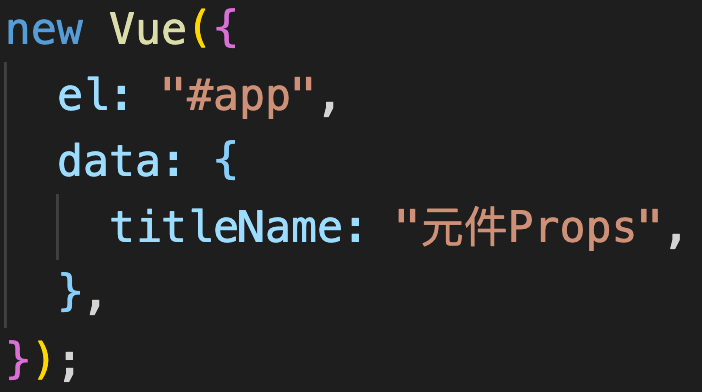 new Vue({
el: "#app",
data: {
titleName: "元件Props",
},
});